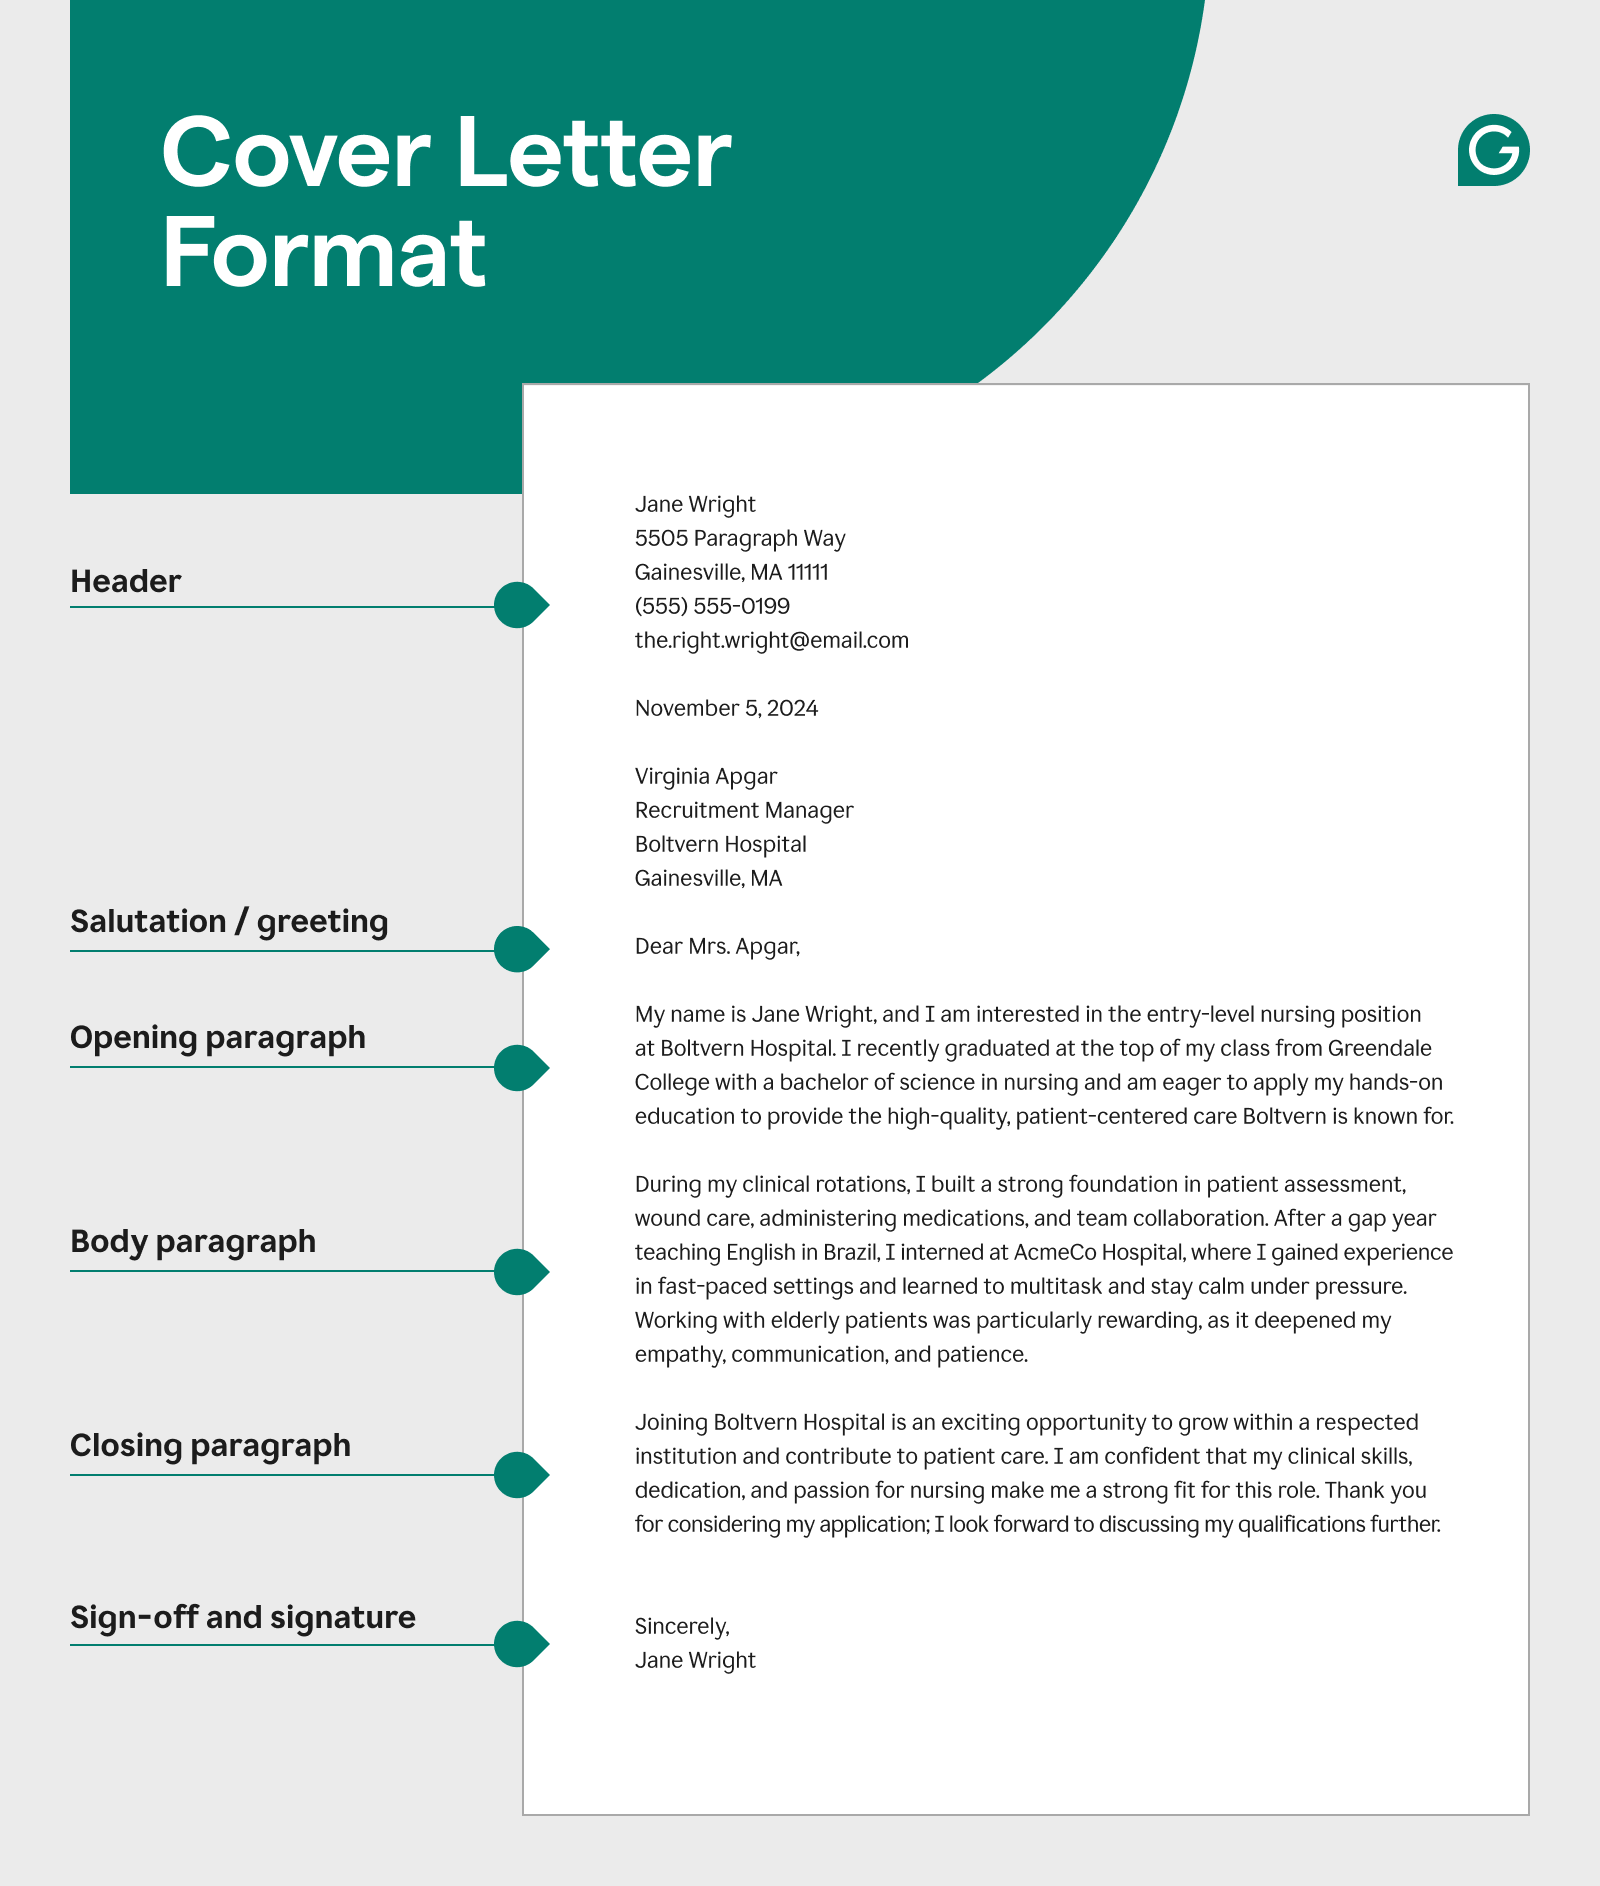 Cover Letter
Format
G
Header
Jane Wright
5505 Paragraph Way
Gainesville, MA 11111
(555) 555-0199
the.right.wright@email.com
November 5, 2024
Virginia Apgar
Recruitment Manager
Boltvern Hospital
Gainesville, MA
Salutation / greeting
Dear Mrs. Apgar,
Opening paragraph
My name is Jane Wright, and I am interested in the entry-level nursing position
at Boltvern Hospital. I recently graduated at the top of my class from Greendale
College with a bachelor of science in nursing and am eager to apply my hands-on
education to provide the high-quality, patient-centered care Boltvern is known for.
Body paragraph
During my clinical rotations, I built a strong foundation in patient assessment,
wound care, administering medications, and team collaboration. After a gap year
teaching English in Brazil, I interned at AcmeCo Hospital, where I gained experience
in fast-paced settings and learned to multitask and stay calm under pressure.
Working with elderly patients was particularly rewarding, as it deepened my
empathy, communication, and patience.
Closing paragraph
Joining Boltvern Hospital is an exciting opportunity to grow within a respected
institution and contribute to patient care. I am confident that my clinical skills,
dedication, and passion for nursing make me a strong fit for this role. Thank you
for considering my application; I look forward to discussing my qualifications further.
Sign-off and signature
Sincerely,
Jane Wright